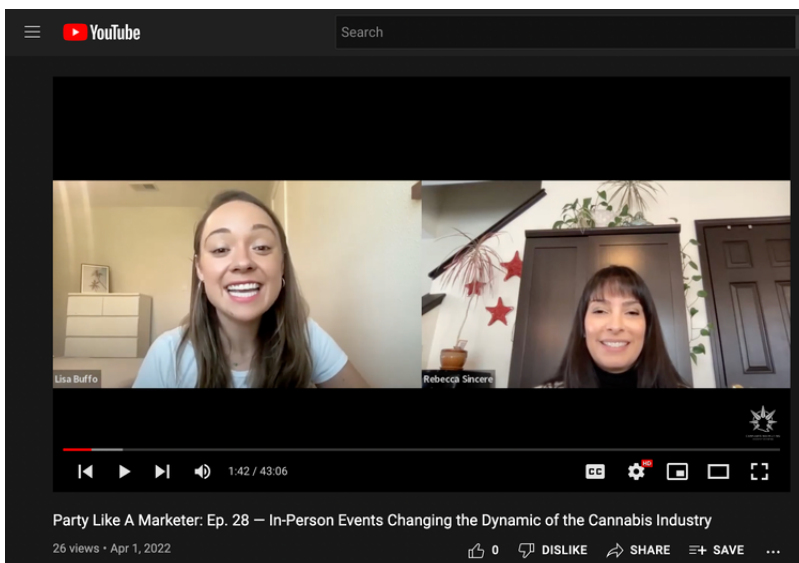 YouTube
Search
Lisa Buffo
Rebecca Sincere
1:42 / 43:06
CC
HD
Party Like A Marketer: Ep. 28 — In-Person Events Changing the Dynamic of the Cannabis Industry
26 views • Apr 1, 2022
0
DISLIKE
SHARE
SAVE
...